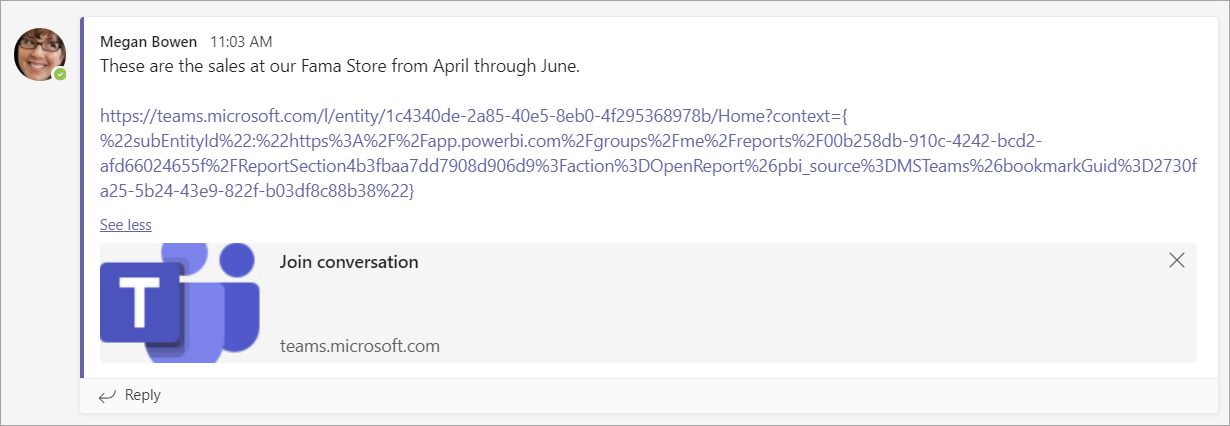 Megan Bowen 11:03 AM
These are the sales at our Fama Store from April through June.
https://teams.microsoft.com/l/entity/1c4340de-2a85-40e5-8eb0-4f295368978b/Home?context={
%22subEntityId%22:%22https%3A%2F%2Fapp.powerbi.com%2Fgroups%2Fme%2Freports%2F00b258db-910c-4242-bcd2-
afd66024655f%2FReportSection4b3fbaa7dd7908d906d9%3Faction%3DOpenReport%26pbi_source%3DMSTeams%26bookmarkGuid%3D2730
fa25-5b24-43e9-822f-b03df8c88b38%22}
See less
T
Join conversation
teams.microsoft.com
Reply